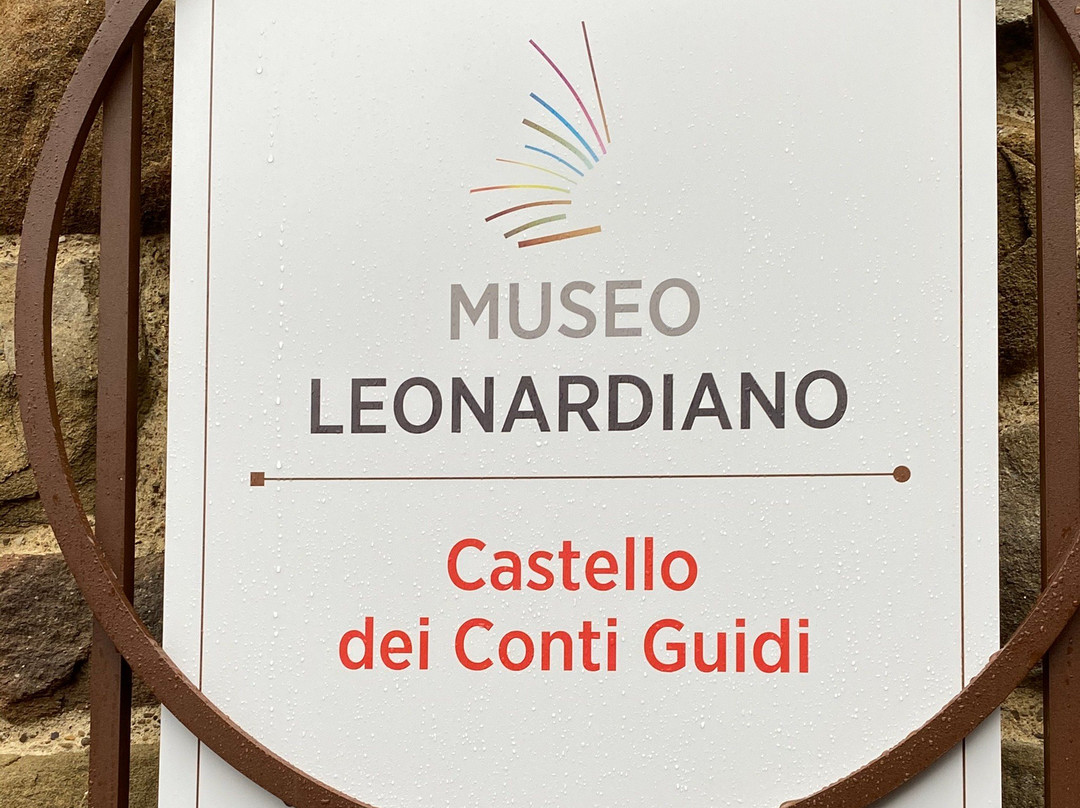 MUSEO
LEONARDIANO
Castello
dei Conti Guidi